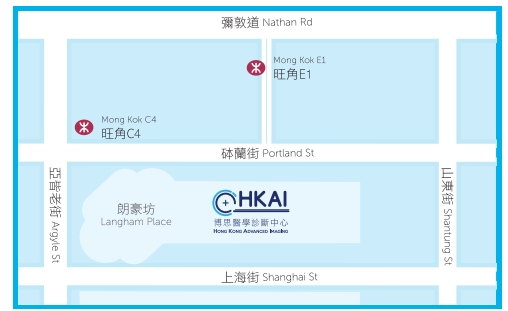 彌敦道 Nathan Rd
Mong Kok E1
旺角E1
Mong Kok C4
旺角C4
砵蘭街 Portland St
亞皆老街 Argyle St
山東街 Shantung St
朗豪坊
Langham Place
HKAI
博思醫學診斷中心
Hong Kong Advanced Imaging
上海街 Shanghai St